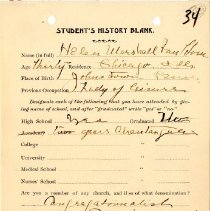 34
STUDENT'S HISTORY BLANK.
Name (in full) Helen Marshall Van
Age Thirty Residence Chicago Ills
Place of Birth Johnstown Penn.
Previous Occupation Lady of Leisure
Designate each of the following that you have attended by giving name of school, and after "graduated" write "yes" or "no."
High School Yes Graduated
Academy Two years
College
University
Medical School
Nurses' School
Are you a member of any church, and if so, of what denomination?
Congregationalist